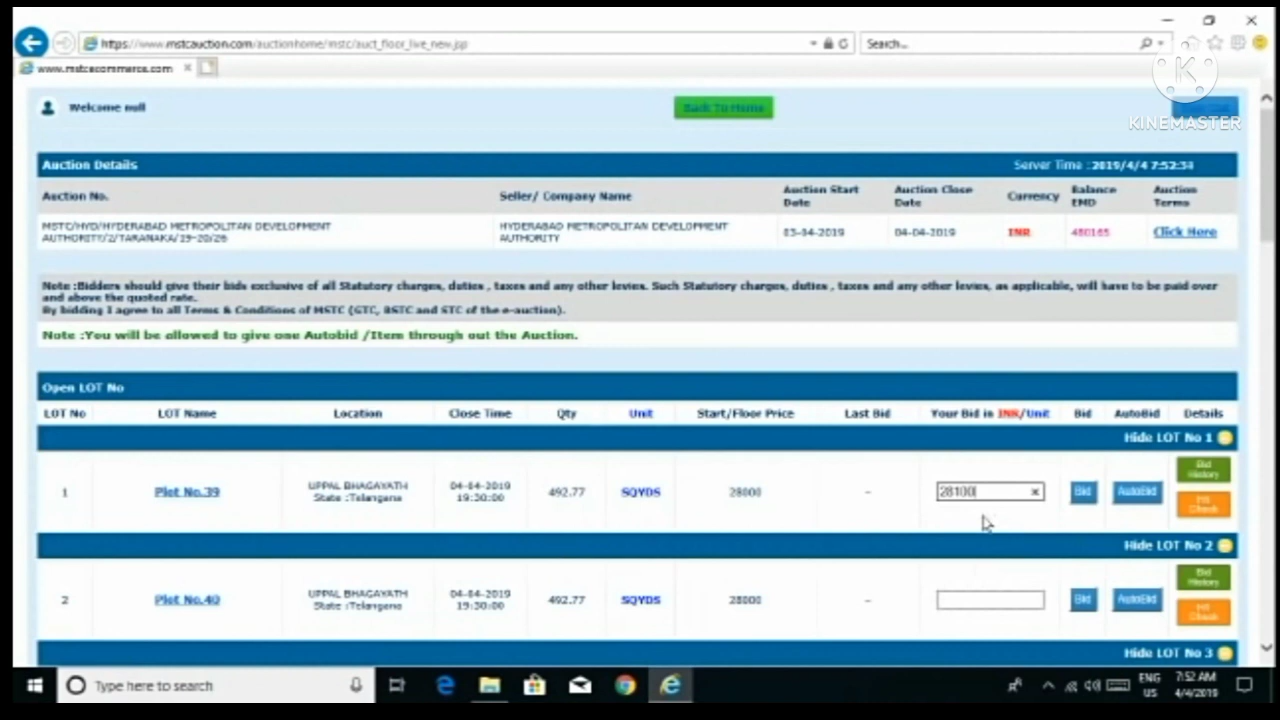 https://www.mstcauction.com/auctionhome/mstc/auct_floor_live_new.jsp
Search...
www.mstcecommerce.com
K
KINEMASTER
Welcome null
Back To Home
Auction Details
Server Time :2019/4/4 7:52:34
Auction No.
Seller/ Company Name
Auction Start Date
Auction Close Date
Currency
Balance EMD
Auction Terms
MSTC/HYD/HYDERABAD METROPOLITAN DEVELOPMENT
AUTHORITY/2/TARNAKA/19-20/26
HYDERABAD METROPOLITAN DEVELOPMENT
AUTHORITY
03-04-2019
04-04-2019
INR
480165
Click Here
Note :Bidders should give their bids exclusive of all Statutory charges, duties , taxes and any other levies. Such Statutory charges, duties , taxes and any other levies, as applicable, will have to be paid over
and above the quoted rate.
By bidding I agree to all Terms & Conditions of MSTC (GTC, BSTC and STC of the e-auction).
Note :You will be allowed to give one Autobid /Item through out the Auction.
Open LOT No
LOT No LOT Name Location Close Time Qty Unit Start/Floor Price Last Bid Your Bid in INR/Unit Bid AutoBid Details
Hide LOT No 1
1 Plot No.39 UPPAL BHAGAYATH
State :Telangana
04-04-2019
19:30:00
492.77 SQYDS 28000 - 28100 Bid AutoBid
Bid
History
Check
Hide LOT No 2
2 Plot No.40 UPPAL BHAGAYATH
State :Telangana
04-04-2019
19:30:00
492.77 SQYDS 28000 - Bid AutoBid
Bid
History
Check
Hide LOT No 3
Type here to search
ENG
US
7:52 AM
4/4/2019